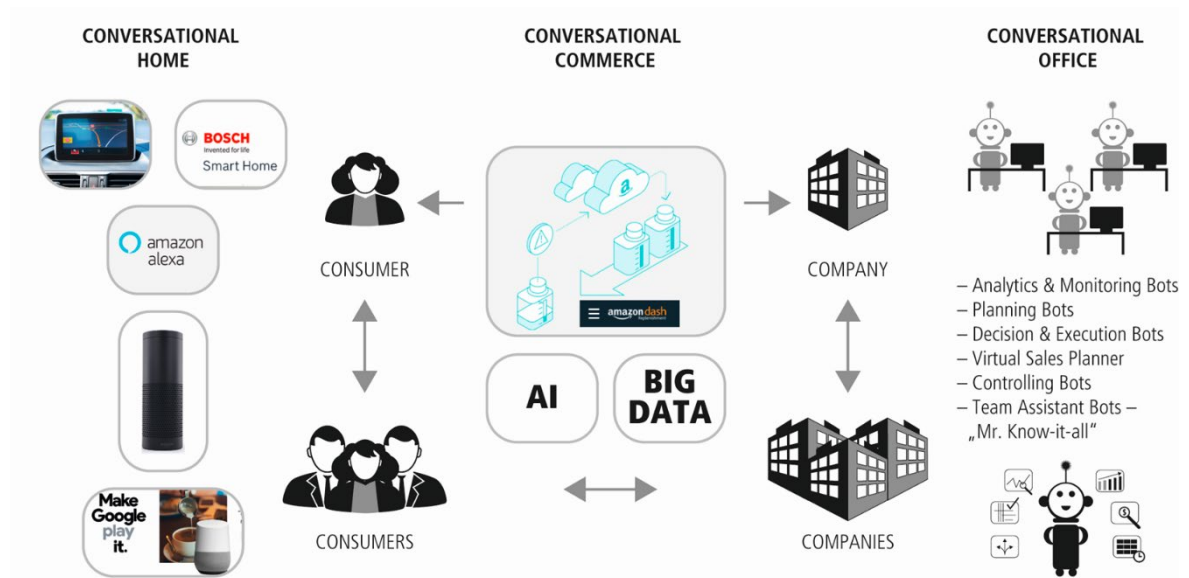 CONVERSATIONAL
HOME
BOSCH
Invented for life
Smart Home
amazon
alexa
Make
Google
play
it.
CONVERSATIONAL
COMMERCE
CONSUMER
CONSUMERS
a
amazon dash
Replenishment
AI
BIG
DATA
COMPANY
COMPANIES
CONVERSATIONAL
OFFICE
– Analytics & Monitoring Bots
– Planning Bots
– Decision & Execution Bots
– Virtual Sales Planner
– Controlling Bots
– Team Assistant Bots –
„Mr. Know-it-all“
$